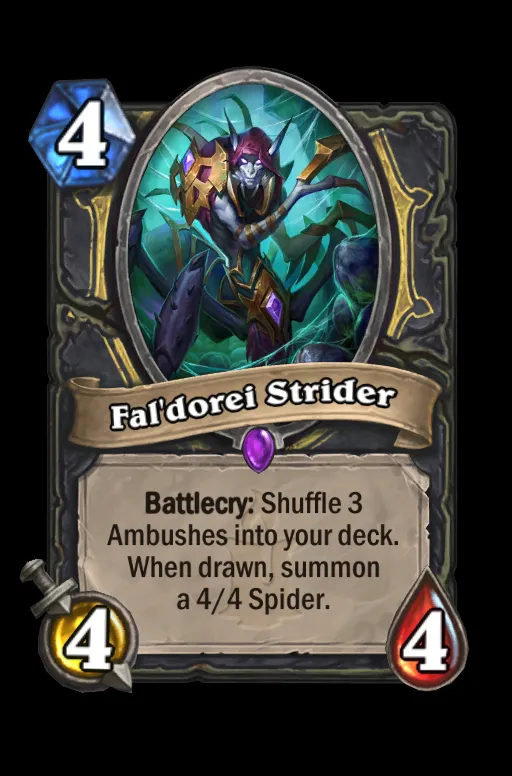 4
Fal'dorei Strider
Battlecry: Shuffle 3
Ambushes into your deck.
When drawn, summon
a 4/4 Spider.
4
4